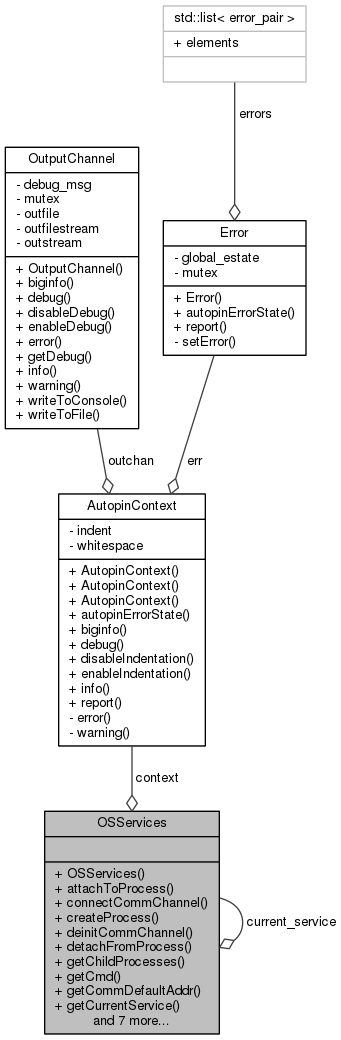 std::list< error_pair >
+ elements
errors
OutputChannel
- debug_msg
- mutex
- outfile
- outfilestream
- outstream
+ OutputChannel()
+ biginfo()
+ debug()
+ disableDebug()
+ enableDebug()
+ error()
+ getDebug()
+ info()
+ warning()
+ writeToConsole()
+ writeToFile()
Error
- global_estate
- mutex
+ Error()
+ autopinErrorState()
+ report()
- setError()
outchan
err
AutopinContext
- indent
- whitespace
+ AutopinContext()
+ AutopinContext()
+ AutopinContext()
+ autopinErrorState()
+ biginfo()
+ debug()
+ disableIndentation()
+ enableIndentation()
+ info()
+ report()
- error()
- warning()
context
OSServices
+ OSServices()
+ attachToProcess()
+ connectCommChannel()
+ createProcess()
+ deinitCommChannel()
+ detachFromProcess()
+ getChildProcesses()
+ getCmd()
+ getCommDefaultAddr()
+ getCurrentService()
and 7 more...
current_service